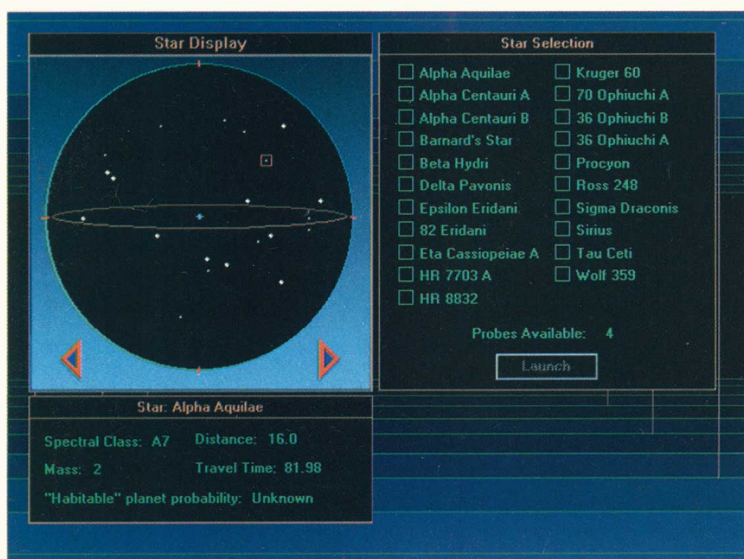 Star Display
Star: Alpha Aquilae
Spectral Class: A7 Distance: 16.0
Mass: 2 Travel Time: 81.98
"Habitable" planet probability: Unknown
Star Selection
Alpha Aquilae
Alpha Centauri A
Alpha Centauri B
Barnard's Star
Beta Hydri
Delta Pavonis
Epsilon Eridani
82 Eridani
Eta Cassiopeiae A
HR 7703 A
HR 8832
Kruger 60
70 Ophiuchi A
36 Ophiuchi B
36 Ophiuchi A
Procyon
Ross 248
Sigma Draconis
Sirius
Tau Ceti
Wolf 359
Probes Available: 4
Launch